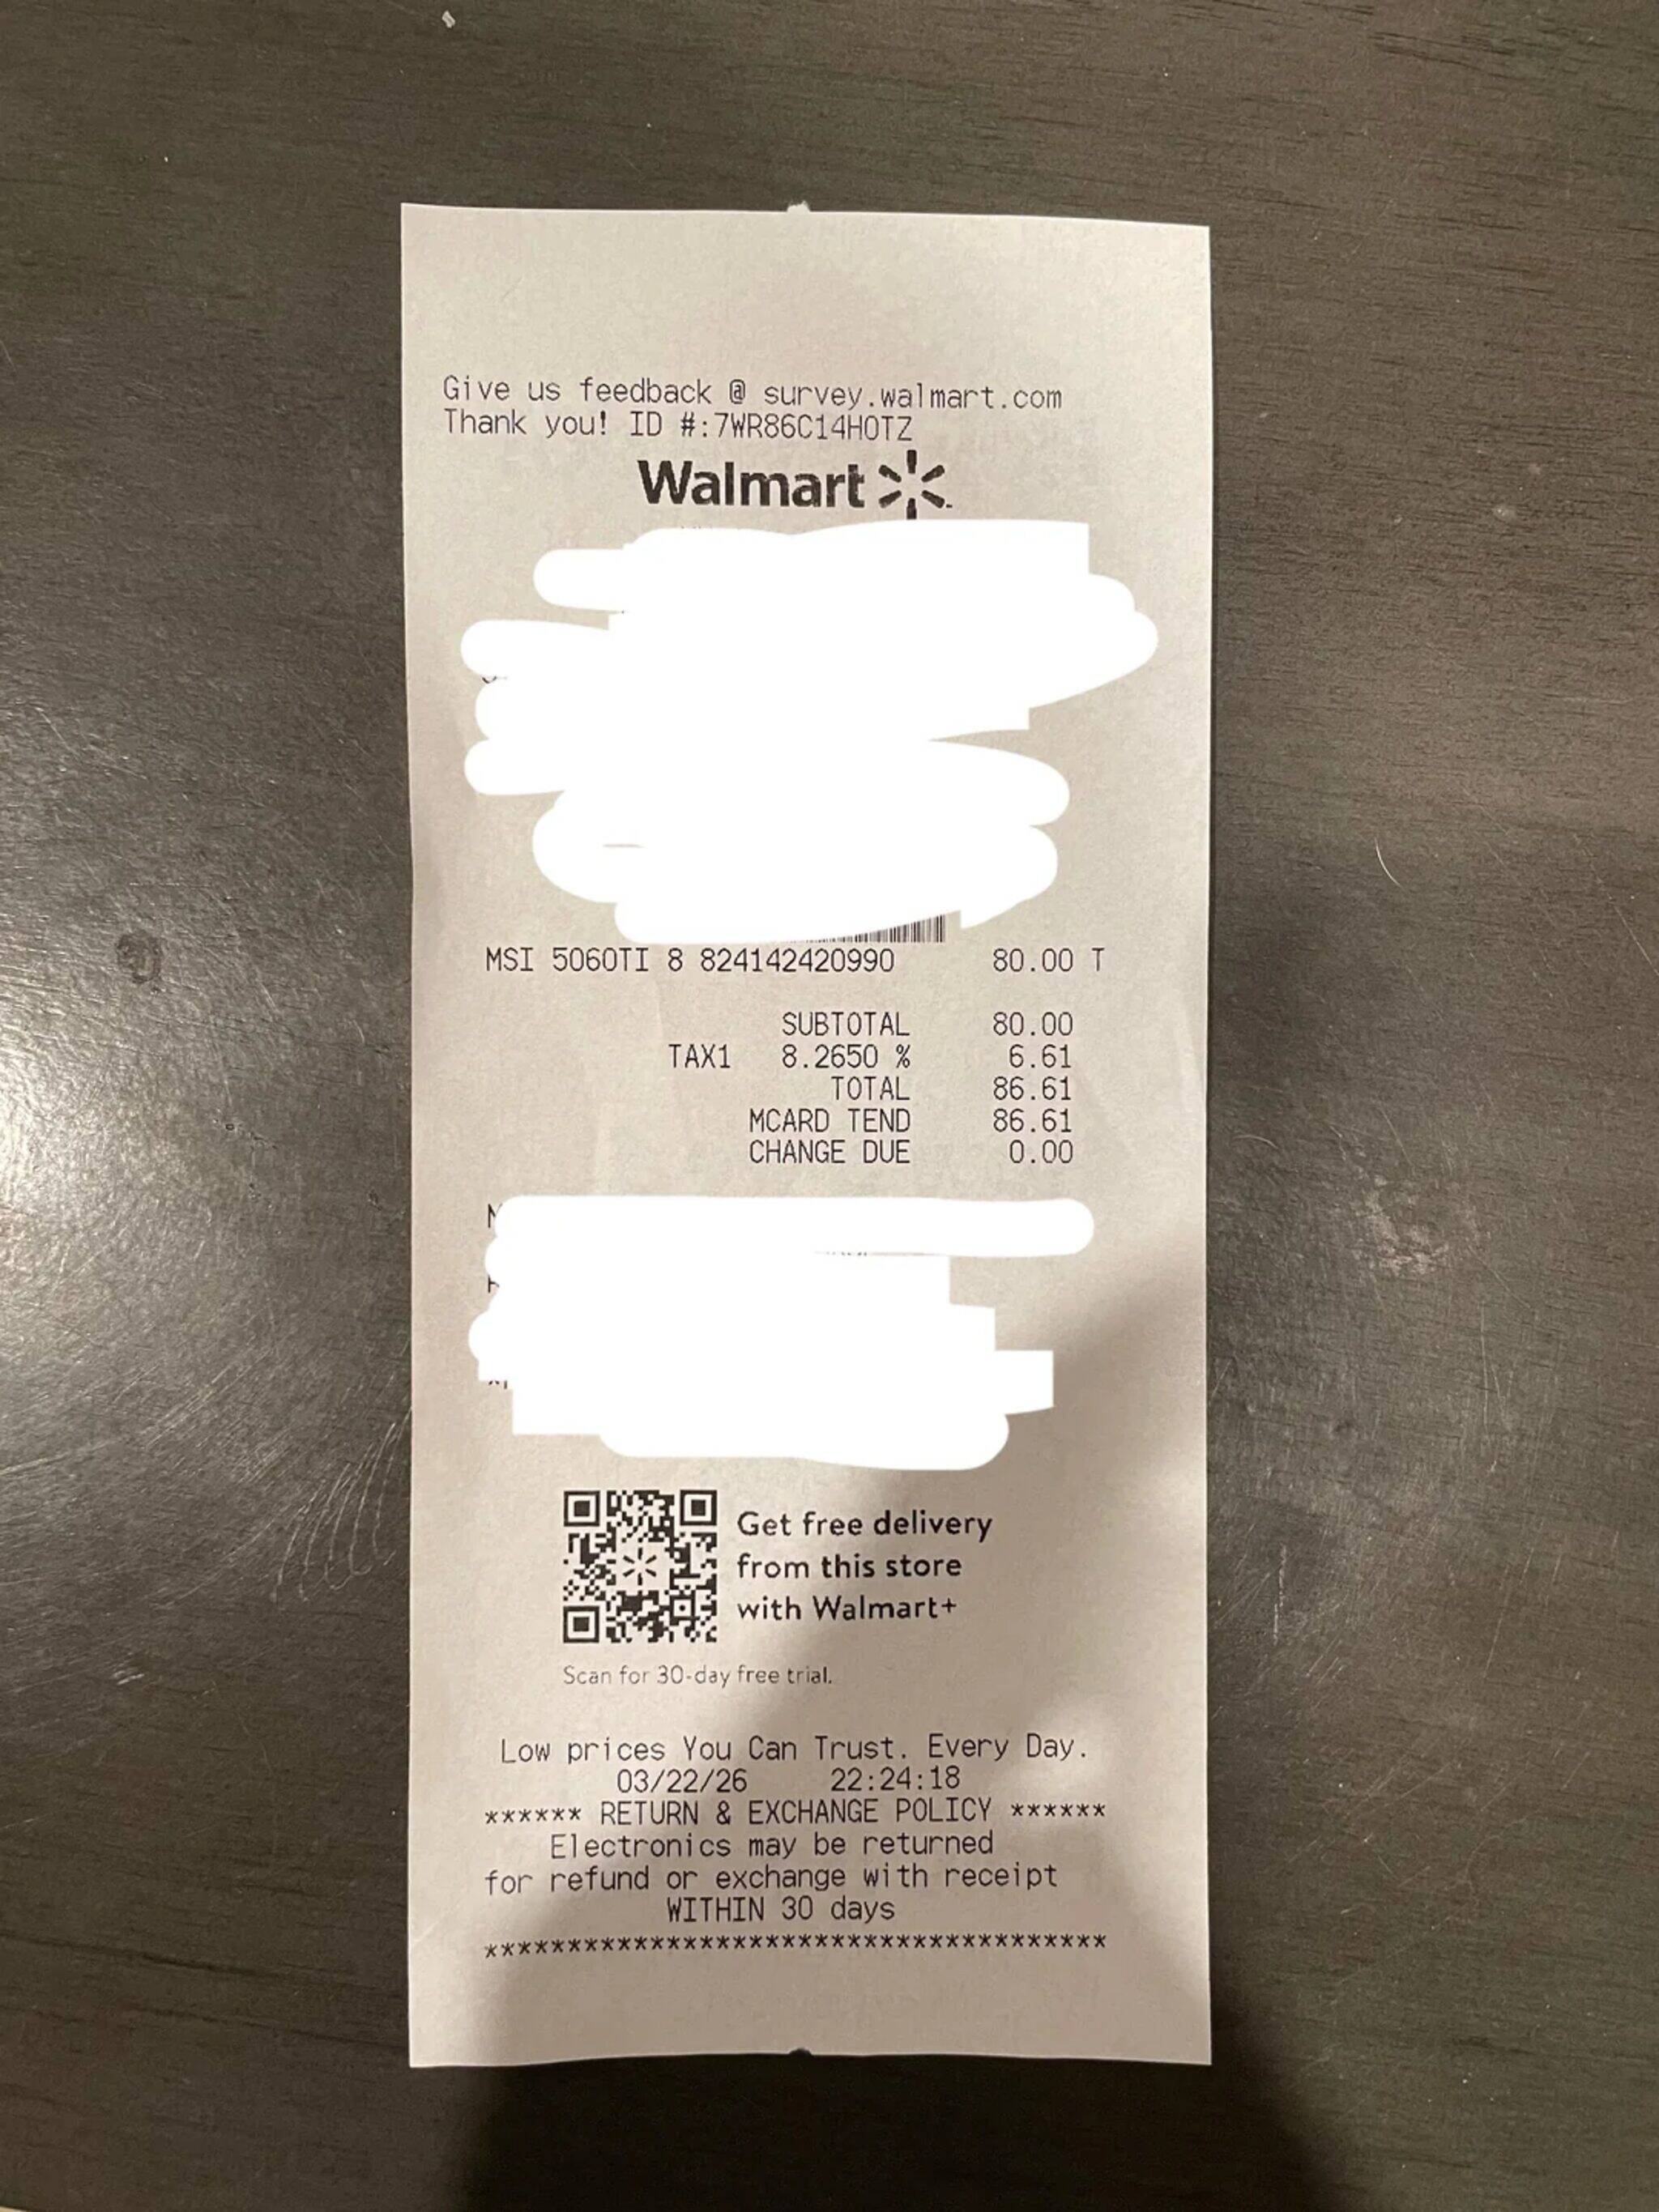 Give us feedback @ survey.walmart.com
Thank you! ID #:7WR86C14H0TZ
Walmart
MSI 5060TI 8 824142420990 80.00 T
SUBTOTAL 80.00
TAX1 8.2650 % 6.61
TOTAL 86.61
MCARD TEND 86.61
CHANGE DUE 0.00
Get free delivery
from this store
with Walmart+
Scan for 30-day free trial.
Low prices You Can Trust. Every Day.
03/22/26 22:24:18
****** RETURN & EXCHANGE POLICY ******
Electronics may be returned
for refund or exchange with receipt
WITHIN 30 days
**************************************